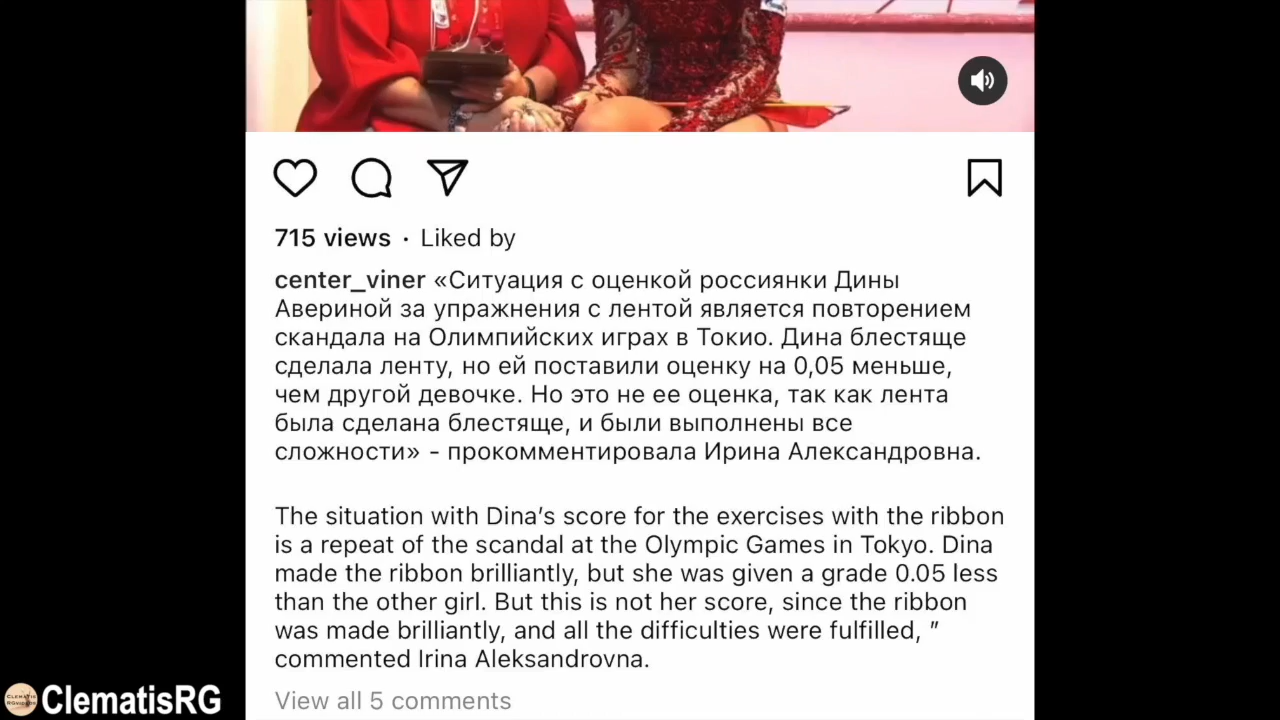 715 views · Liked by
center_viner «Ситуация с оценкой россиянки Дины
Авериной за упражнения с лентой является повторением
скандала на Олимпийских играх в Токио. Дина блестяще
сделала ленту, но ей поставили оценку на 0,05 меньше,
чем другой девочке. Но это не ее оценка, так как лента
была сделана блестяще, и были выполнены все
сложности» - прокомментировала Ирина Александровна.
The situation with Dina’s score for the exercises with the ribbon
is a repeat of the scandal at the Olympic Games in Tokyo. Dina
made the ribbon brilliantly, but she was given a grade 0.05 less
than the other girl. But this is not her score, since the ribbon
was made brilliantly, and all the difficulties were fulfilled, ”
commented Irina Aleksandrovna.
View all 5 comments
ClematisRG